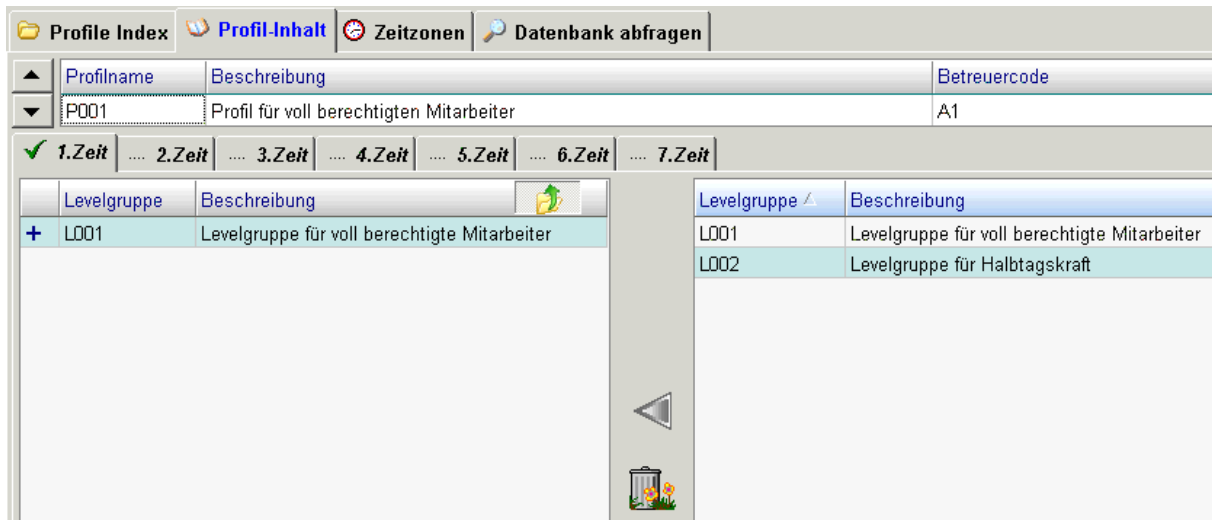 Profile Index Profil-Inhalt Zeitzonen Datenbank abfragen
Profilname Beschreibung Betreuercode
P001 Profil für voll berechtigten Mitarbeiter A1
1.Zeit .... 2.Zeit .... 3.Zeit .... 4.Zeit .... 5.Zeit .... 6.Zeit .... 7.Zeit
Levelgruppe Beschreibung Levelgruppe Beschreibung
+ L001 Levelgruppe für voll berechtigte Mitarbeiter L001 Levelgruppe für voll berechtigte Mitarbeiter
L002 Levelgruppe für Halbtagskraft